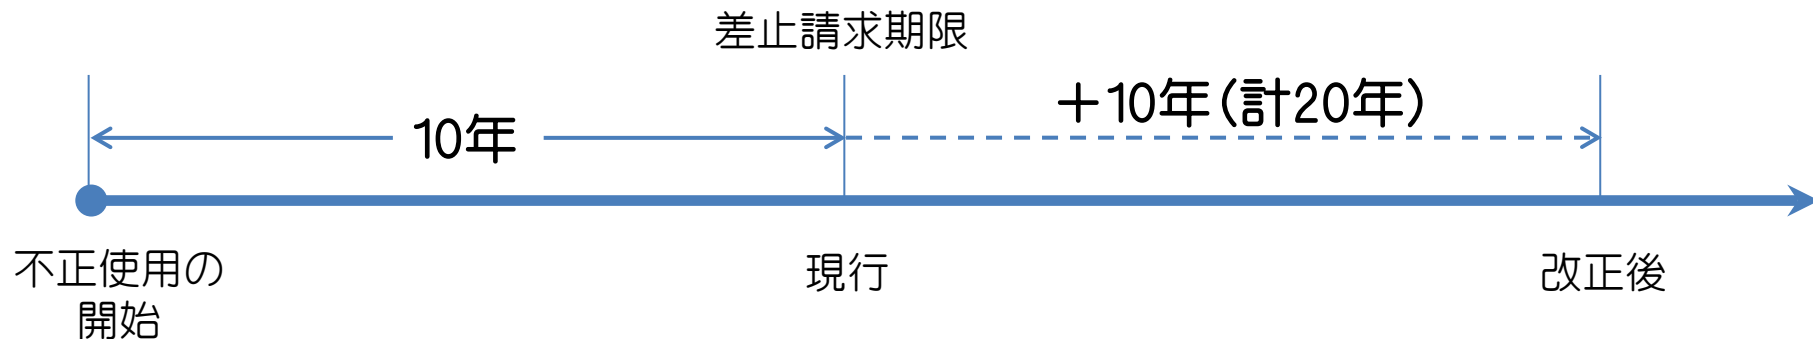 差止請求期限
10年
＋10年(計20年)
不正使用の
開始
現行
改正後